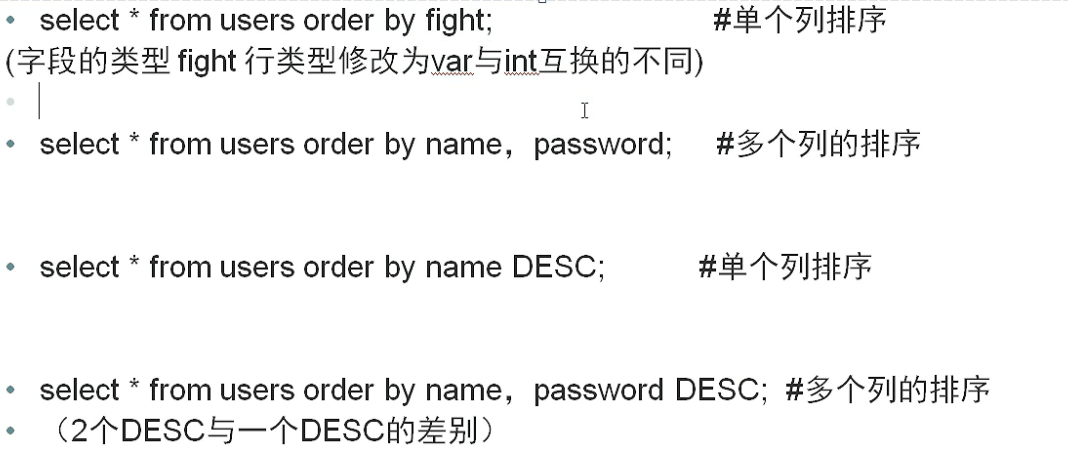 • select * from users order by fight; #单个列排序
(字段的类型 fight 行类型修改为var与int互换的不同)
•
• select * from users order by name，password; #多个列的排序
• select * from users order by name DESC; #单个列排序
• select * from users order by name，password DESC; #多个列的排序
• （2个DESC与一个DESC的差别）